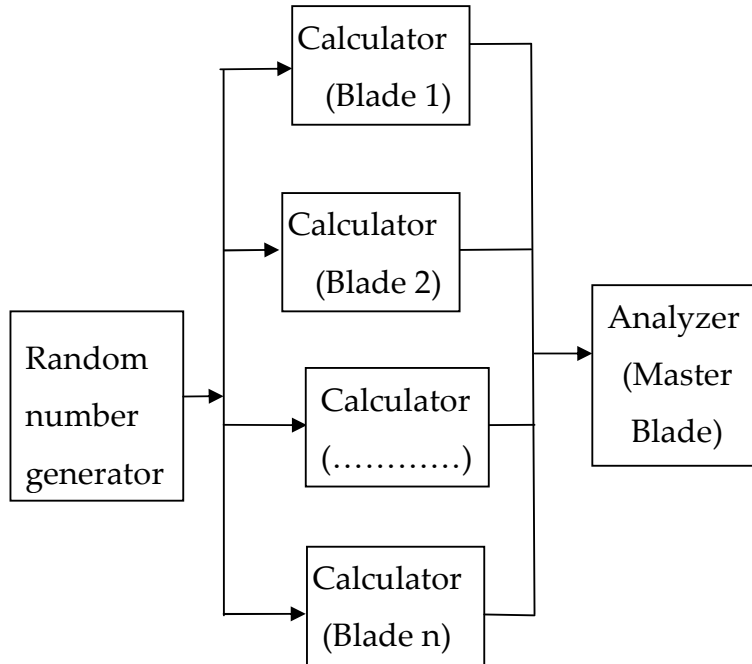 Random
number
generator
Calculator
(Blade 1)
Calculator
(Blade 2)
Calculator
(…………)
Calculator
(Blade n)
Analyzer
(Master
Blade)